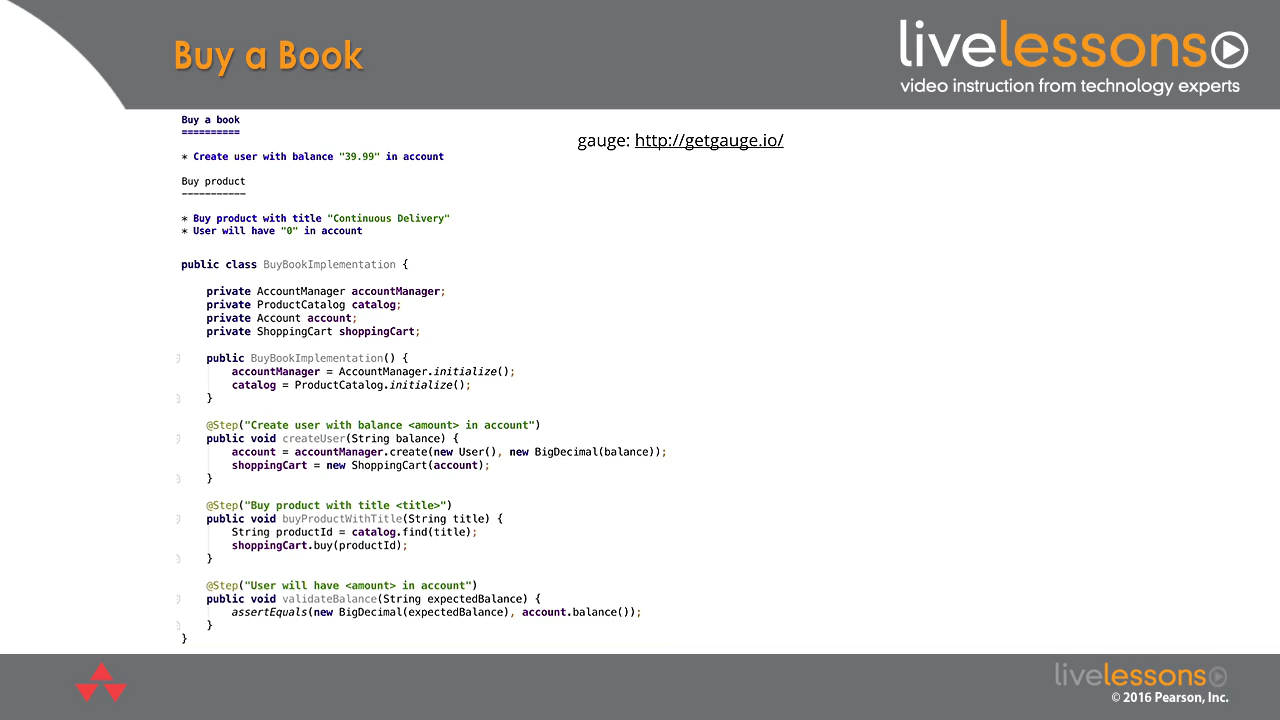 Buy a Book
livelessons
video instruction from technology experts
Buy a book
==========
* Create user with balance "39.99" in account
gauge: http://getgauge.io/
Buy product
-----------
* Buy product with title "Continuous Delivery"
* User will have "0" in account
public class BuyBookImplementation {
private AccountManager accountManager;
private ProductCatalog catalog;
private Account account;
private ShoppingCart shoppingCart;
public BuyBookImplementation() {
accountManager = AccountManager.initialize();
catalog = ProductCatalog.initialize();
}
@Step("Create user with balance <amount> in account")
public void createUser(String balance) {
account = accountManager.create(new User(), new BigDecimal(balance));
shoppingCart = new ShoppingCart(account);
}
@Step("Buy product with title <title>")
public void buyProductWithTitle(String title) {
String productId = catalog.find(title);
shoppingCart.buy(productId);
}
@Step("User will have <amount> in account")
public void validateBalance(String expectedBalance) {
assertEquals(new BigDecimal(expectedBalance), account.balance());
}
}
livelessons
© 2016 Pearson, Inc.